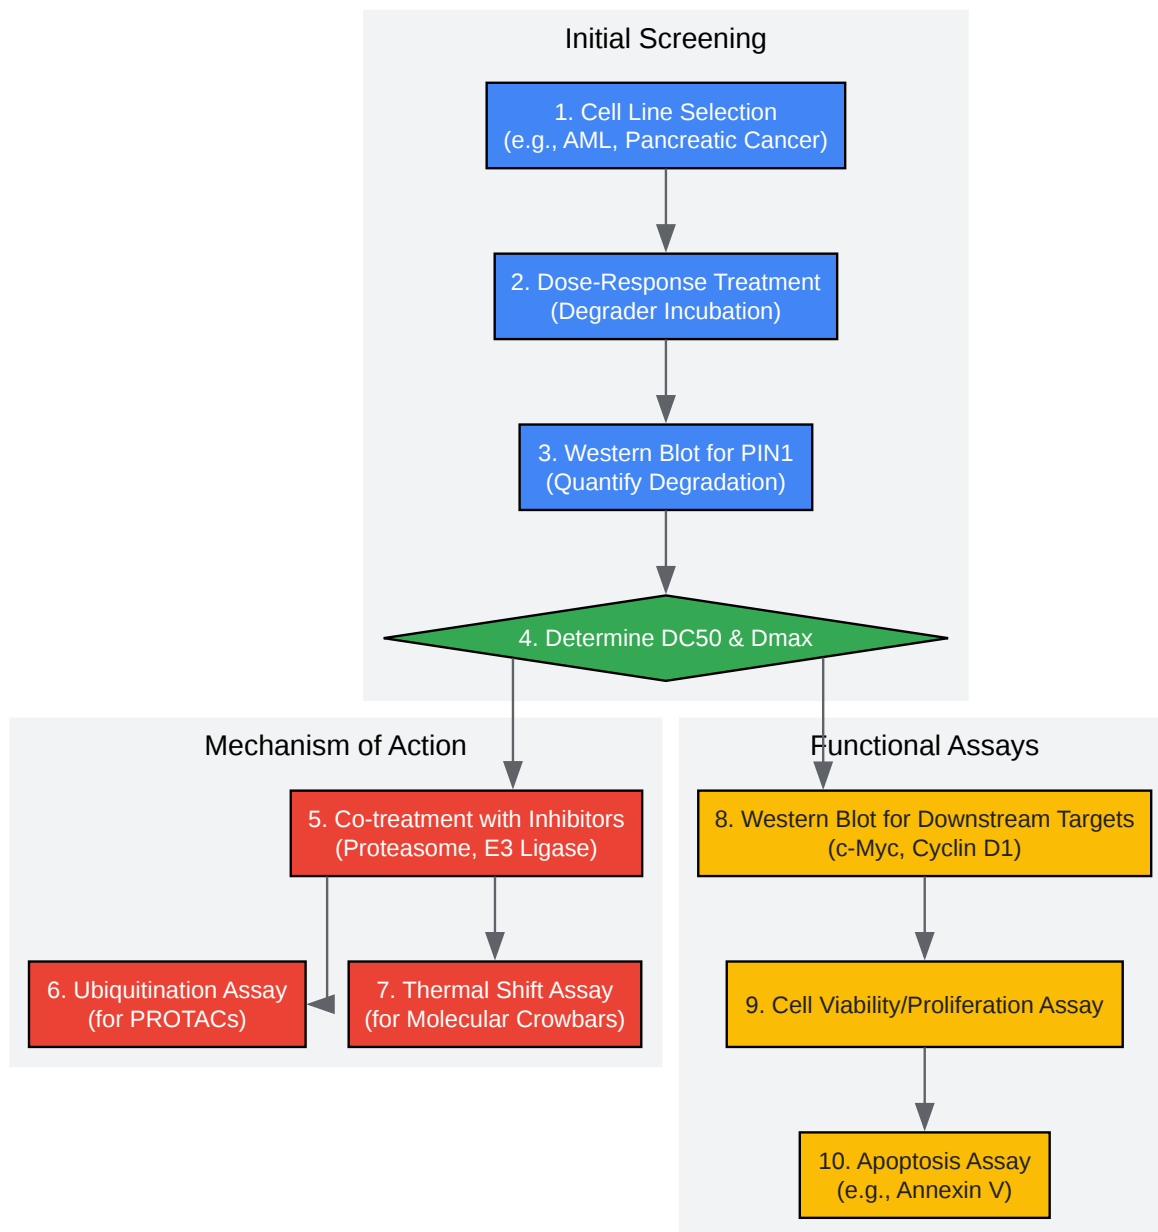 Initial Screening
1. Cell Line Selection
(e.g., AML, Pancreatic Cancer)
2. Dose-Response Treatment
(Degrader Incubation)
3. Western Blot for PIN1
(Quantify Degradation)
4. Determine DC50 & Dmax
Mechanism of Action
5. Co-treatment with Inhibitors
(Proteasome, E3 Ligase)
6. Ubiquitination Assay
(for PROTACs)
7. Thermal Shift Assay
(for Molecular Crowbars)
Functional Assays
8. Western Blot for Downstream Targets
(c-Myc, Cyclin D1)
9. Cell Viability/Proliferation Assay
10. Apoptosis Assay
(e.g., Annexin V)